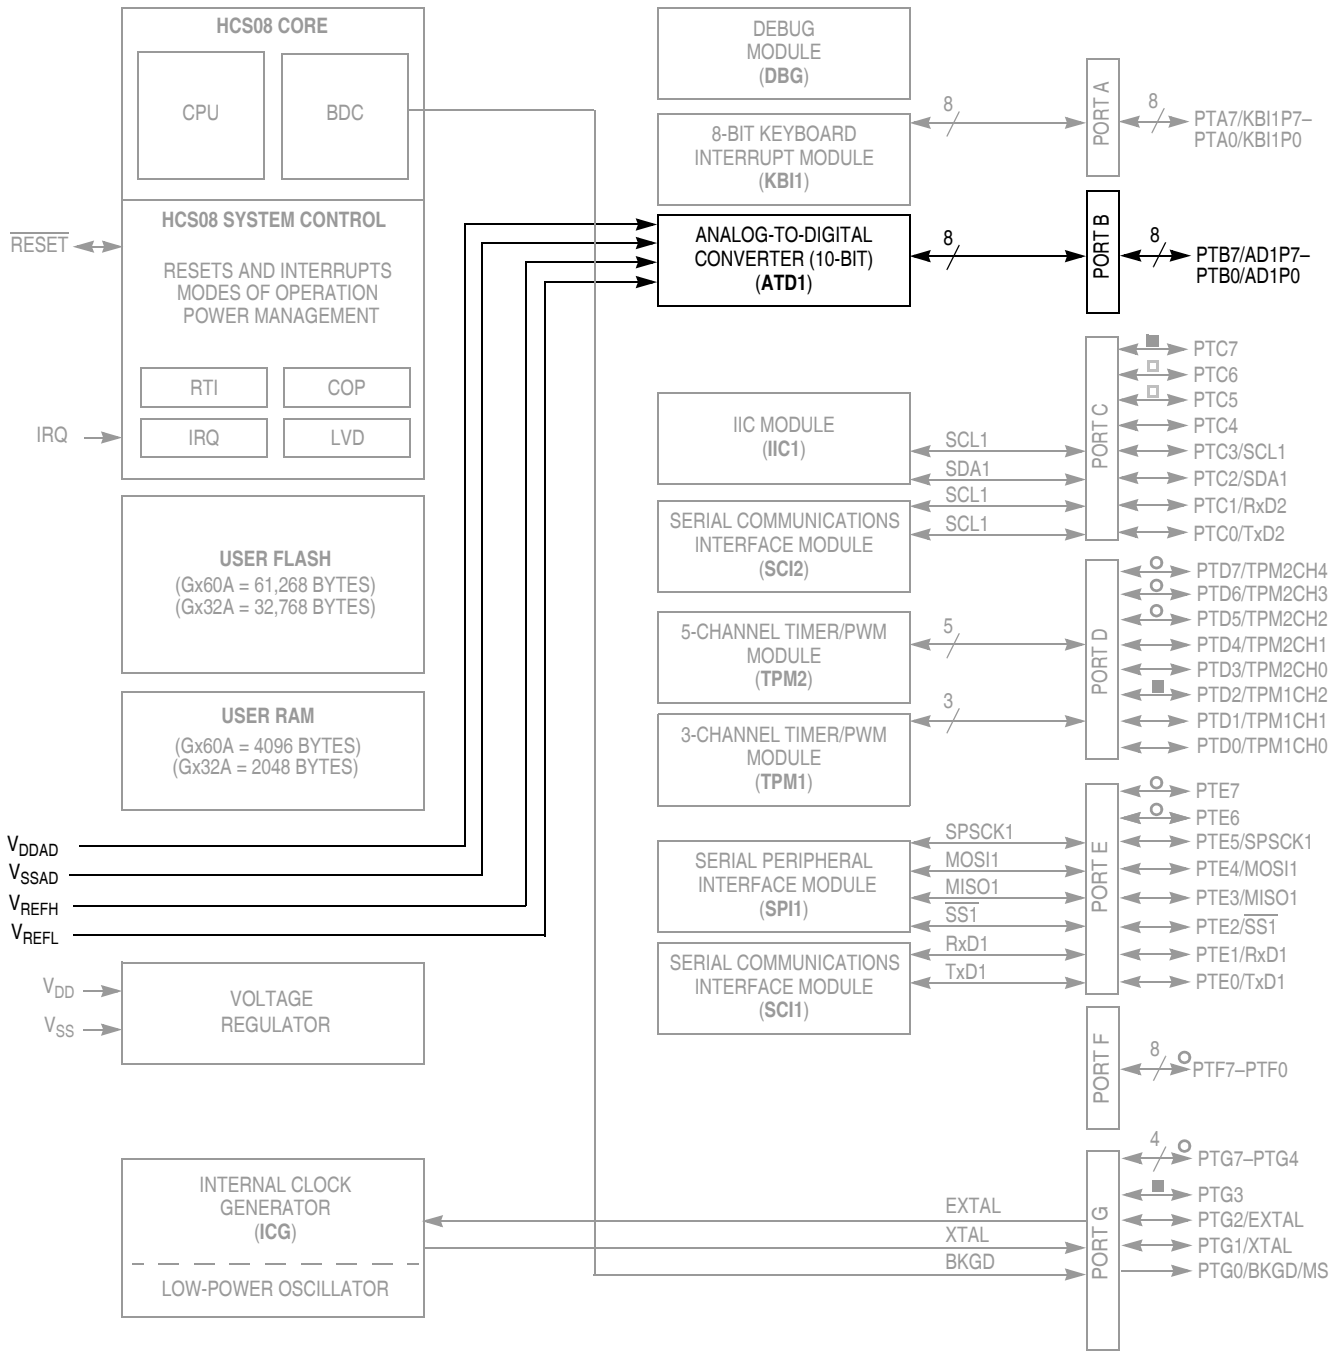 HCS08 CORE
CPU
BDC
HCS08 SYSTEM CONTROL
RESETS AND INTERRUPTS
MODES OF OPERATION
POWER MANAGEMENT
RTI
COP
IRQ
LVD
RESET
IRQ
USER FLASH
(Gx60A = 61,268 BYTES)
(Gx32A = 32,768 BYTES)
USER RAM
(Gx60A = 4096 BYTES)
(Gx32A = 2048 BYTES)
VDDAD
VSSAD
VREFH
VREFL
VDD
VSS
VOLTAGE
REGULATOR
INTERNAL CLOCK
GENERATOR
(ICG)
LOW-POWER OSCILLATOR
DEBUG
MODULE
(DBG)
8-BIT KEYBOARD
INTERRUPT MODULE
(KBI1)
8
PORT A
8
PTA7/KBI1P7–
PTA0/KBI1P0
ANALOG-TO-DIGITAL
CONVERTER (10-BIT)
(ATD1)
8
PORT B
8
PTB7/AD1P7–
PTB0/AD1P0
IIC MODULE
(IIC1)
SCL1
SDA1
SERIAL COMMUNICATIONS
INTERFACE MODULE
(SCI2)
SCL1
SCL1
PORT C
PTC7
PTC6
PTC5
PTC4
PTC3/SCL1
PTC2/SDA1
PTC1/RxD2
PTC0/TxD2
5-CHANNEL TIMER/PWM
MODULE
(TPM2)
5
3-CHANNEL TIMER/PWM
MODULE
(TPM1)
3
PORT D
PTD7/TPM2CH4
PTD6/TPM2CH3
PTD5/TPM2CH2
PTD4/TPM2CH1
PTD3/TPM2CH0
PTD2/TPM1CH2
PTD1/TPM1CH1
PTD0/TPM1CH0
SERIAL PERIPHERAL
INTERFACE MODULE
(SPI1)
SPSCK1
MOSI1
MISO1
SS1
SERIAL COMMUNICATIONS
INTERFACE MODULE
(SCI1)
RxD1
TxD1
PORT E
PTE7
PTE6
PTE5/SPSCK1
PTE4/MOSI1
PTE3/MISO1
PTE2/SS1
PTE1/RxD1
PTE0/TxD1
PORT F
8
PTF7–PTF0
EXTAL
XTAL
BKGD
PORT G
4
PTG7–PTG4
PTG3
PTG2/EXTAL
PTG1/XTAL
PTG0/BKGD/MS